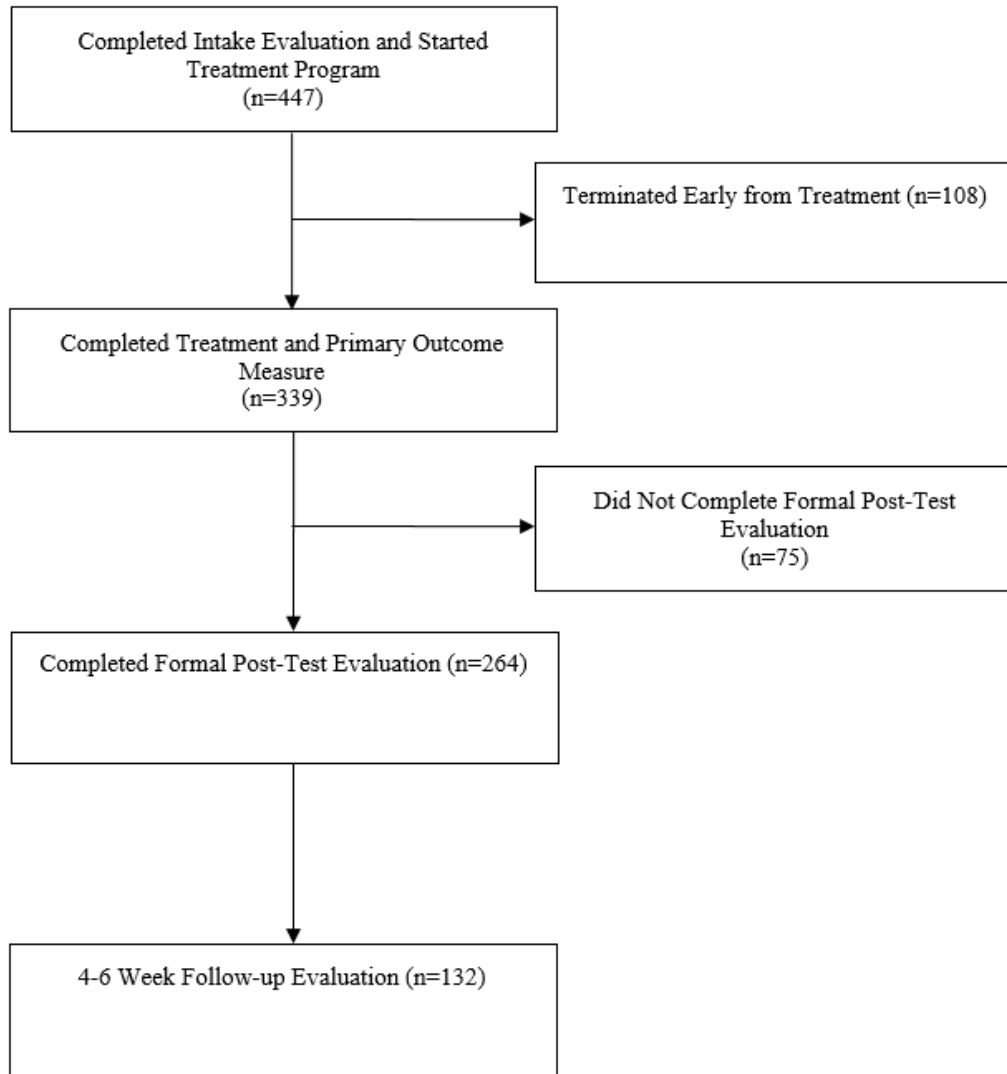 Completed Intake Evaluation and Started
Treatment Program
(n=447)
Terminated Early from Treatment (n=108)
Completed Treatment and Primary Outcome
Measure
(n=339)
Did Not Complete Formal Post-Test
Evaluation
(n=75)
Completed Formal Post-Test Evaluation (n=264)
4-6 Week Follow-up Evaluation (n=132)